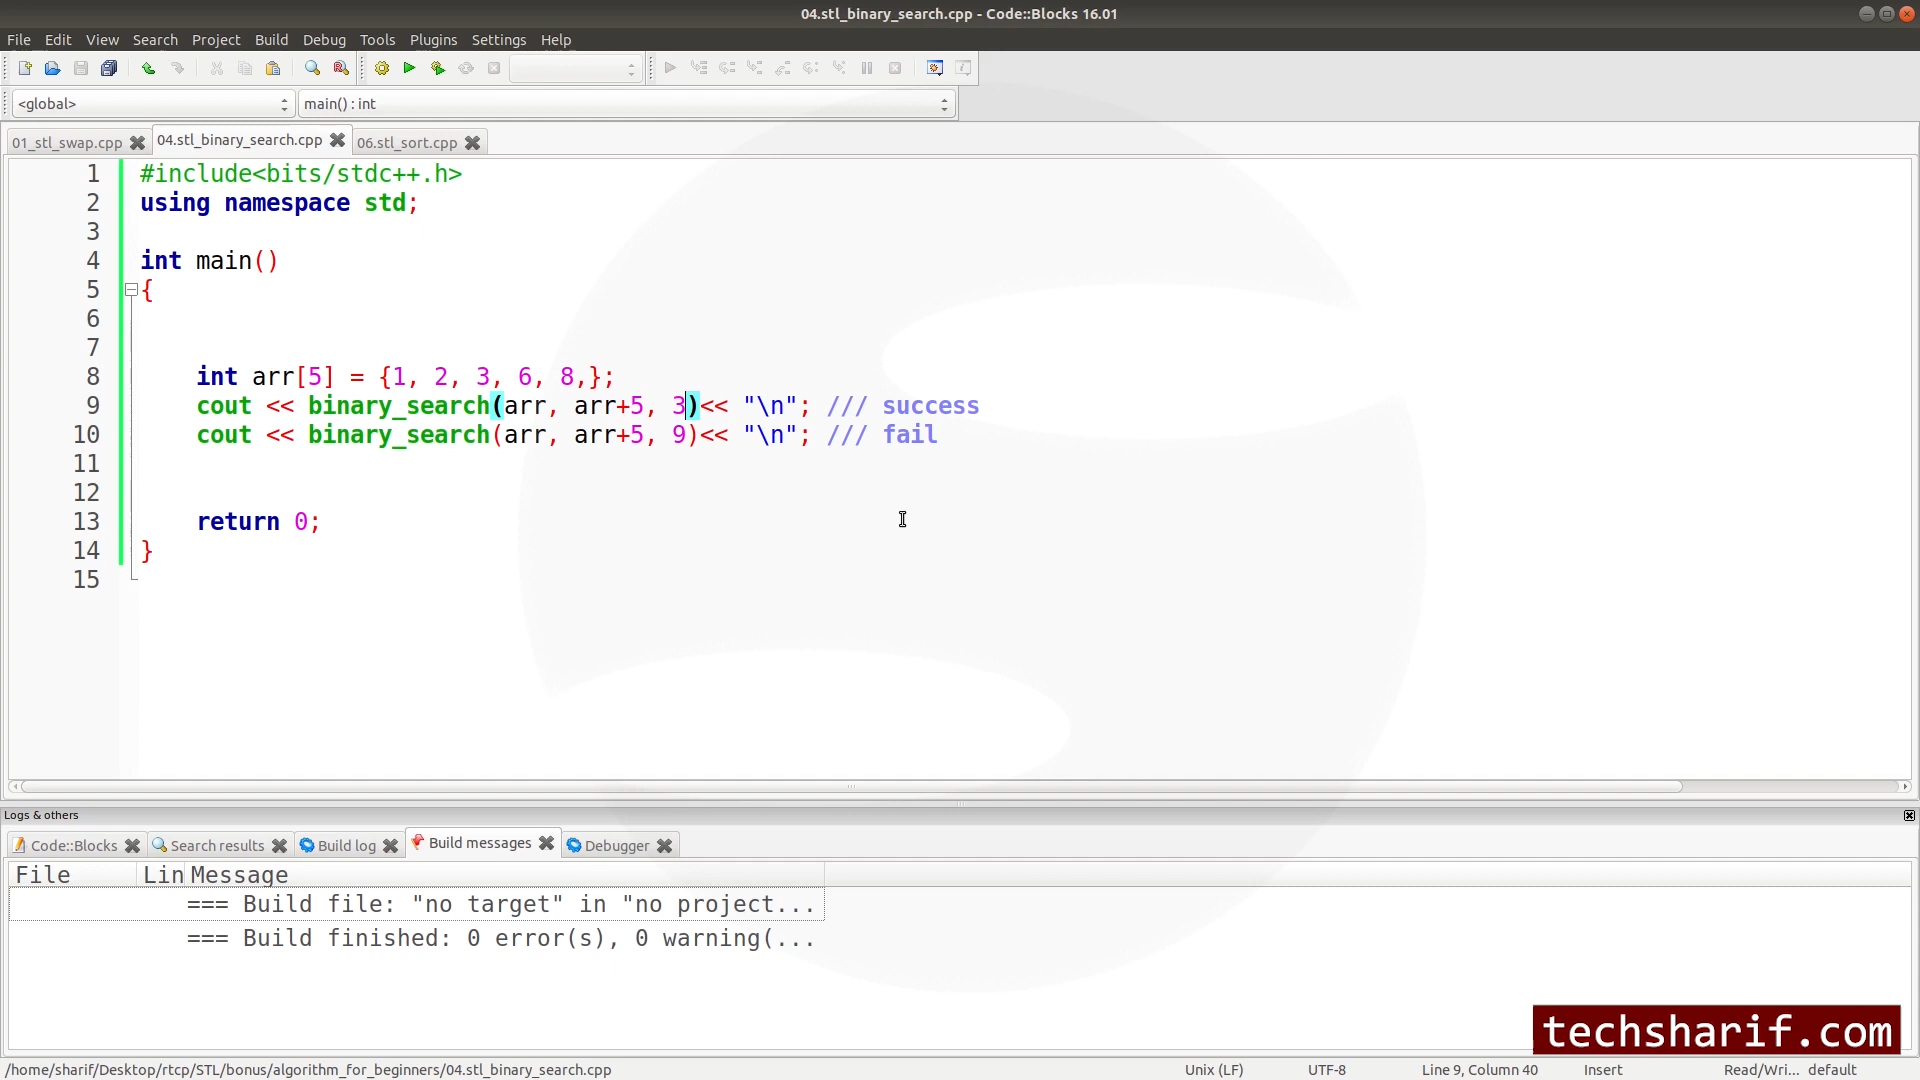 04.stl_binary_search.cpp - Code::Blocks 16.01
File Edit View Search Project Build Debug Tools Plugins Settings Help
<global> main() : int
01_stl_swap.cpp 04.stl_binary_search.cpp 06.stl_sort.cpp
1 #include<bits/stdc++.h>
2 using namespace std;
3
4 int main()
5 {
6
7
8 int arr[5] = {1, 2, 3, 6, 8,};
9 cout << binary_search(arr, arr+5, 3)<< "\n"; /// success
10 cout << binary_search(arr, arr+5, 9)<< "\n"; /// fail
11
12
13 return 0;
14 }
15
Logs & others
Code::Blocks Search results Build log Build messages Debugger
File Lin Message
=== Build file: "no target" in "no project...
=== Build finished: 0 error(s), 0 warning(...
techsharif.com
/home/sharif/Desktop/rtcp/STL/bonus/algorithm_for_beginners/04.stl_binary_search.cpp Unix (LF) UTF-8 Line 9, Column 40 Insert Read/Wri... default